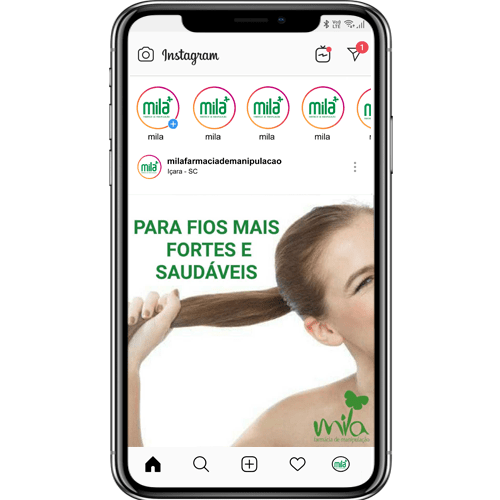 Instagram
1
mila
mila
mila
mila
mila
mila
mila
mila
mila
milafarmaciademanipulacao
Içara - SC
PARA FIOS MAIS
FORTES E
SAUDÁVEIS
mila
farmácia de manipulação
mila